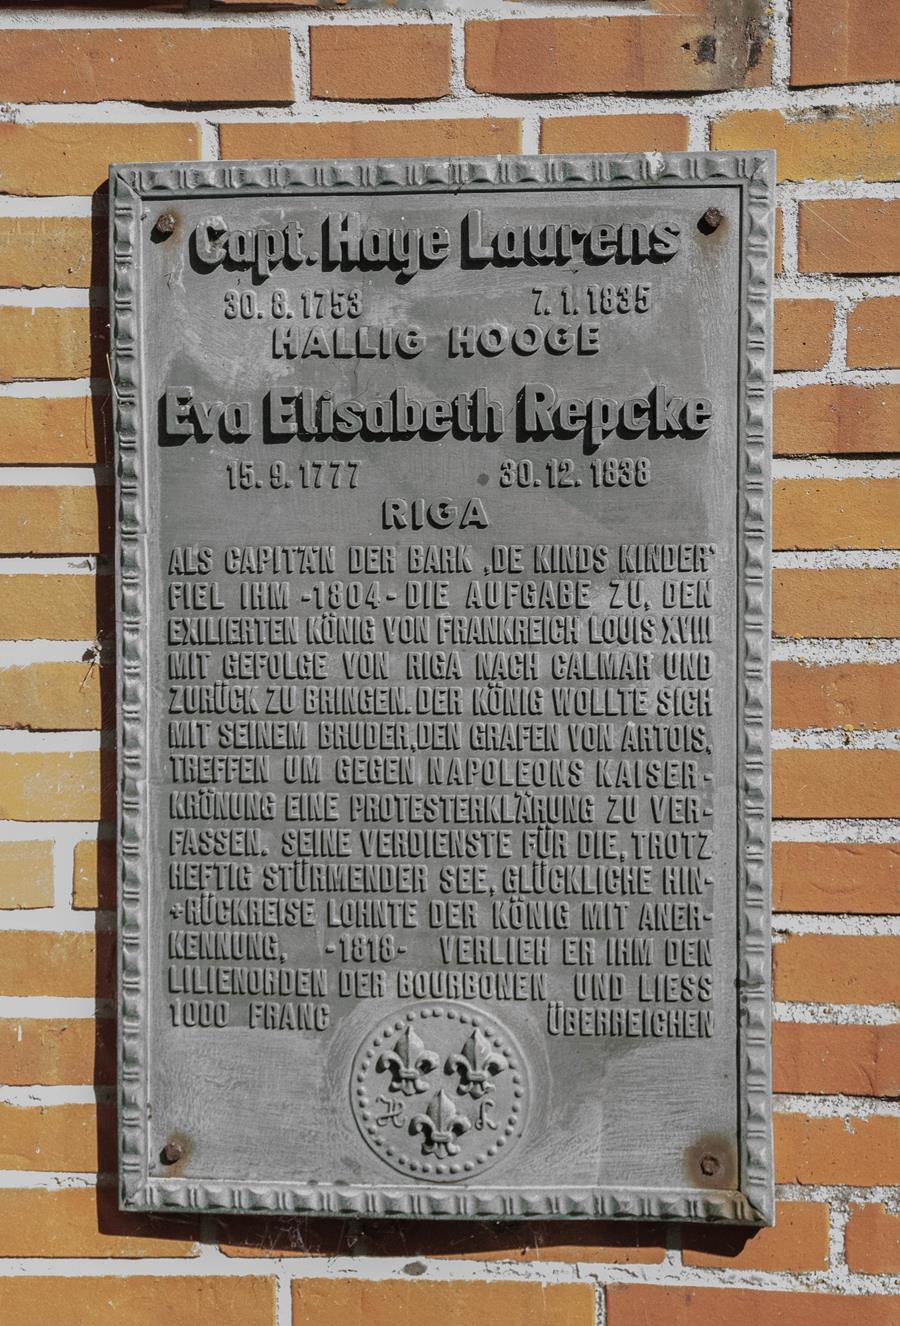 Capt. Haye Laurens
30. 8. 1753 7. 1. 1835
HALLIG HOOGE
Eva Elisabeth Repcke
15. 9. 1777 30. 12. 1838
RIGA
ALS CAPITÄN DER BARK ‚DE KINDS KINDER'
FIEL IHM -1804- DIE AUFGABE ZU, DEN
EXILIERTEN KÖNIG VON FRANKREICH LOUIS XVIII
MIT GEFOLGE VON RIGA NACH CALMAR UND
ZURÜCK ZU BRINGEN. DER KÖNIG WOLLTE SICH
MIT SEINEM BRUDER, DEN GRAFEN VON ARTOIS,
TREFFEN UM GEGEN NAPOLEONS KAISER-
KRÖNUNG EINE PROTESTERKLÄRUNG ZU VER-
FASSEN. SEINE VERDIENSTE FÜR DIE, TROTZ
HEFTIG STÜRMENDER SEE, GLÜCKLICHE HIN-
+RÜCKREISE LOHNTE DER KÖNIG MIT ANER-
KENNUNG, -1818- VERLIEH ER IHM DEN
LILIENORDEN DER BOURBONEN UND LIESS
1000 FRANC ÜBERREICHEN
H L